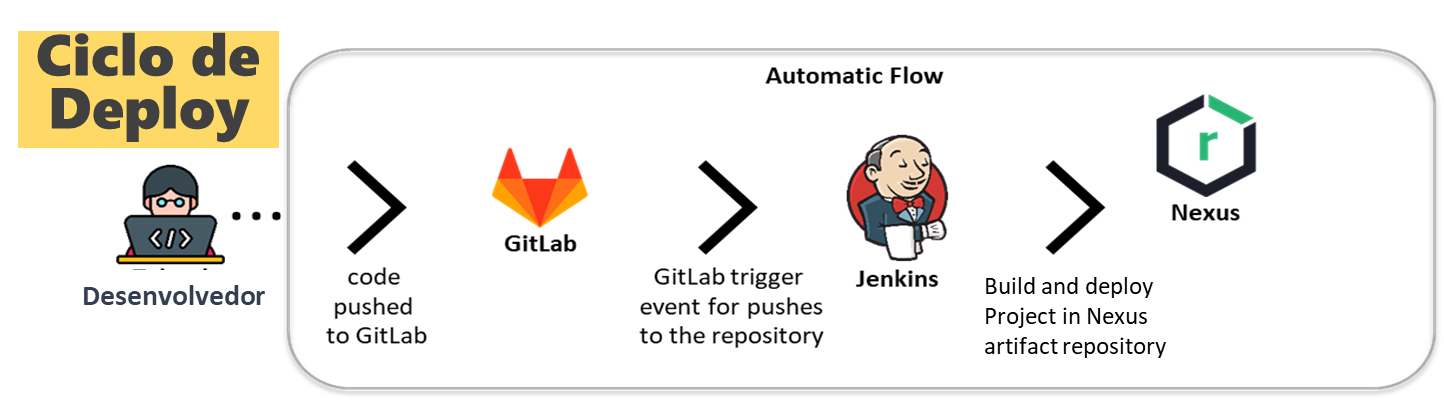 Ciclo de
Deploy
Automatic Flow
</>
Desenvolvedor
code
pushed
to GitLab
GitLab
GitLab trigger
event for pushes
to the repository
Jenkins
Build and deploy
Project in Nexus
artifact repository
r
Nexus